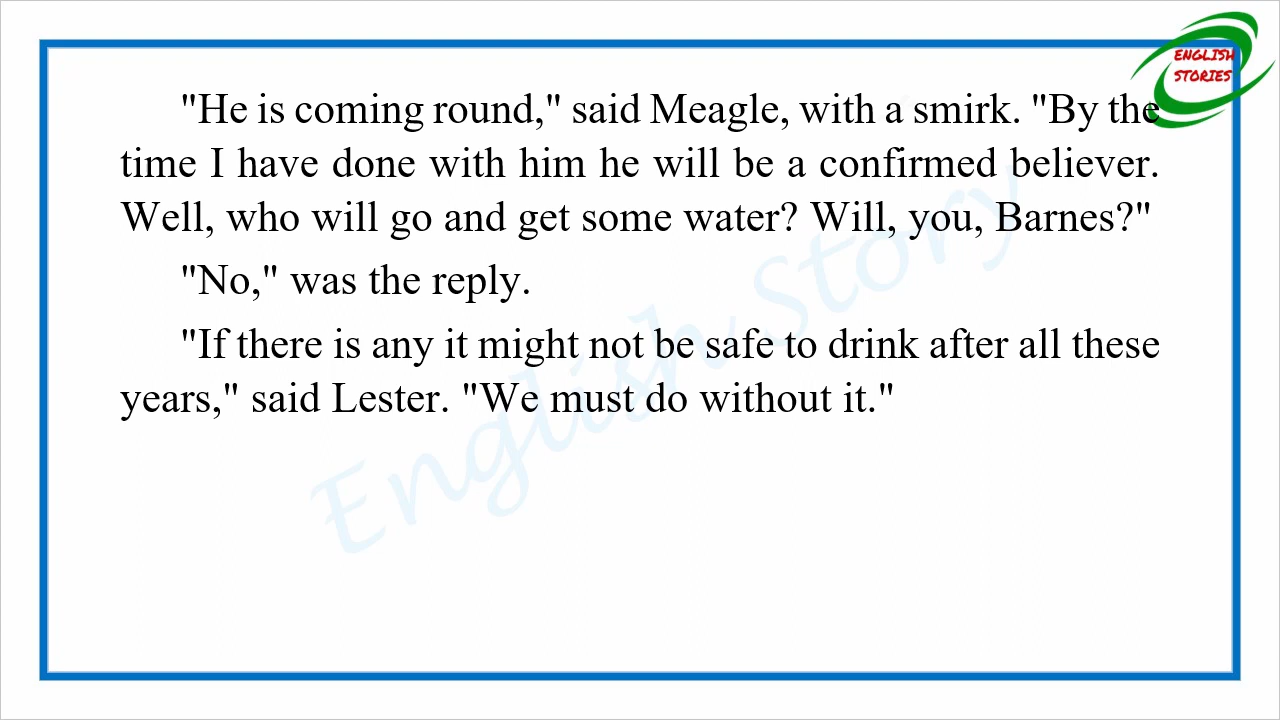 ENGLISH
STORIES
"He is coming round," said Meagle, with a smirk. "By the
time I have done with him he will be a confirmed believer.
Well, who will go and get some water? Will, you, Barnes?"
"No," was the reply.
"If there is any it might not be safe to drink after all these
years," said Lester. "We must do without it."
English Story